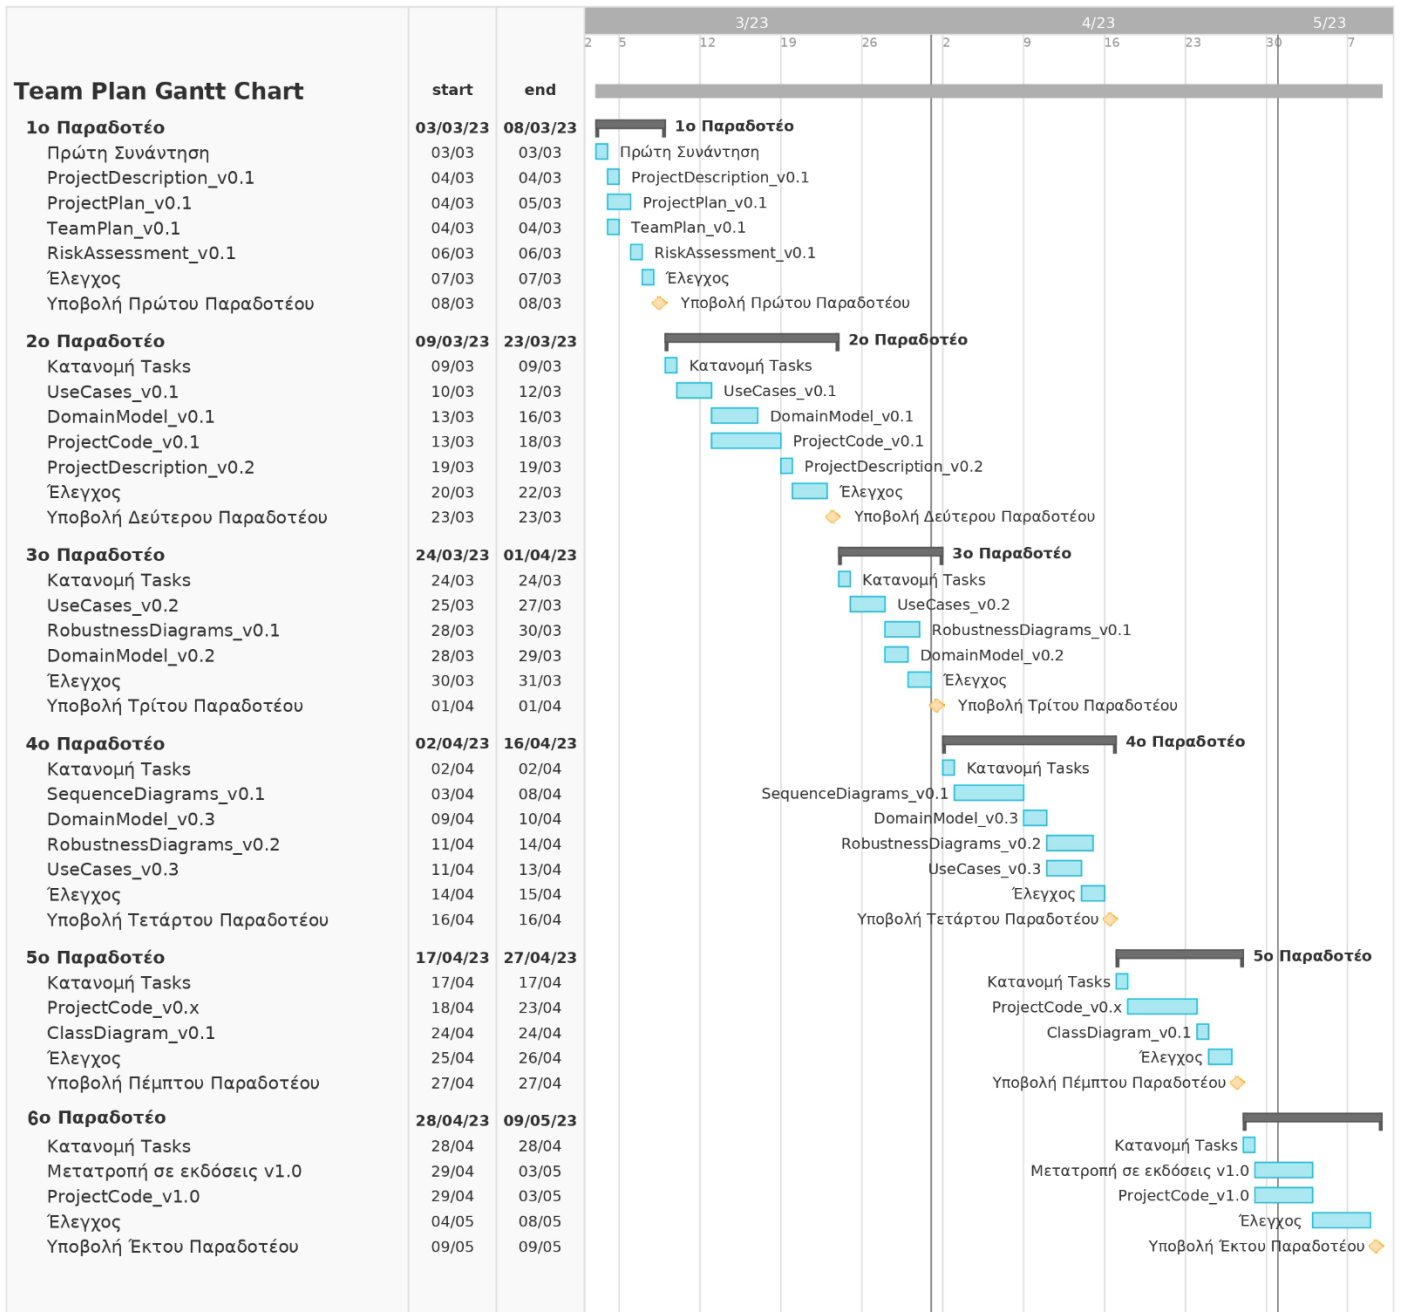 3/23 4/23 5/23
2 5 12 19 26 2 9 16 23 30 7
Team Plan Gantt Chart start end
1ο Παραδοτέο 03/03/23 08/03/23 1ο Παραδοτέο
Πρώτη Συνάντηση 03/03 03/03 Πρώτη Συνάντηση
ProjectDescription_v0.1 04/03 04/03 ProjectDescription_v0.1
ProjectPlan_v0.1 04/03 05/03 ProjectPlan_v0.1
TeamPlan_v0.1 04/03 04/03 TeamPlan_v0.1
RiskAssessment_v0.1 06/03 06/03 RiskAssessment_v0.1
Έλεγχος 07/03 07/03 Έλεγχος
Υποβολή Πρώτου Παραδοτέου 08/03 08/03 Υποβολή Πρώτου Παραδοτέου
2ο Παραδοτέο 09/03/23 23/03/23 2ο Παραδοτέο
Κατανομή Tasks 09/03 09/03 Κατανομή Tasks
UseCases_v0.1 10/03 12/03 UseCases_v0.1
DomainModel_v0.1 13/03 16/03 DomainModel_v0.1
ProjectCode_v0.1 13/03 18/03 ProjectCode_v0.1
ProjectDescription_v0.2 19/03 19/03 ProjectDescription_v0.2
Έλεγχος 20/03 22/03 Έλεγχος
Υποβολή Δεύτερου Παραδοτέου 23/03 23/03 Υποβολή Δεύτερου Παραδοτέου
3ο Παραδοτέο 24/03/23 01/04/23 3ο Παραδοτέο
Κατανομή Tasks 24/03 24/03 Κατανομή Tasks
UseCases_v0.2 25/03 27/03 UseCases_v0.2
RobustnessDiagrams_v0.1 28/03 30/03 RobustnessDiagrams_v0.1
DomainModel_v0.2 28/03 29/03 DomainModel_v0.2
Έλεγχος 30/03 31/03 Έλεγχος
Υποβολή Τρίτου Παραδοτέου 01/04 01/04 Υποβολή Τρίτου Παραδοτέου
4ο Παραδοτέο 02/04/23 16/04/23 4ο Παραδοτέο
Κατανομή Tasks 02/04 02/04 Κατανομή Tasks
SequenceDiagrams_v0.1 03/04 08/04 SequenceDiagrams_v0.1
DomainModel_v0.3 09/04 10/04 DomainModel_v0.3
RobustnessDiagrams_v0.2 11/04 14/04 RobustnessDiagrams_v0.2
UseCases_v0.3 11/04 13/04 UseCases_v0.3
Έλεγχος 14/04 15/04 Έλεγχος
Υποβολή Τετάρτου Παραδοτέου 16/04 16/04 Υποβολή Τετάρτου Παραδοτέου
5ο Παραδοτέο 17/04/23 27/04/23 5ο Παραδοτέο
Κατανομή Tasks 17/04 17/04 Κατανομή Tasks
ProjectCode_v0.x 18/04 23/04 ProjectCode_v0.x
ClassDiagram_v0.1 24/04 24/04 ClassDiagram_v0.1
Έλεγχος 25/04 26/04 Έλεγχος
Υποβολή Πέμπτου Παραδοτέου 27/04 27/04 Υποβολή Πέμπτου Παραδοτέου
6ο Παραδοτέο 28/04/23 09/05/23
Κατανομή Tasks 28/04 28/04 Κατανομή Tasks
Μετατροπή σε εκδόσεις v1.0 29/04 03/05 Μετατροπή σε εκδόσεις v1.0
ProjectCode_v1.0 29/04 03/05 ProjectCode_v1.0
Έλεγχος 04/05 08/05 Έλεγχος
Υποβολή Έκτου Παραδοτέου 09/05 09/05 Υποβολή Έκτου Παραδοτέου